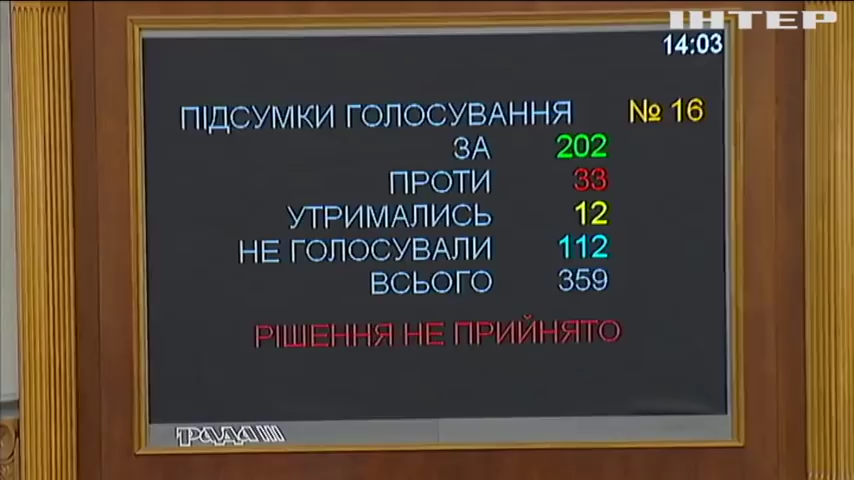 ІНТЕР
14:03
ПІДСУМКИ ГОЛОСУВАННЯ № 16
ЗА 202
ПРОТИ 33
УТРИМАЛИСЬ 12
НЕ ГОЛОСУВАЛИ 112
ВСЬОГО 359
РІШЕННЯ НЕ ПРИЙНЯТО
РАДА III